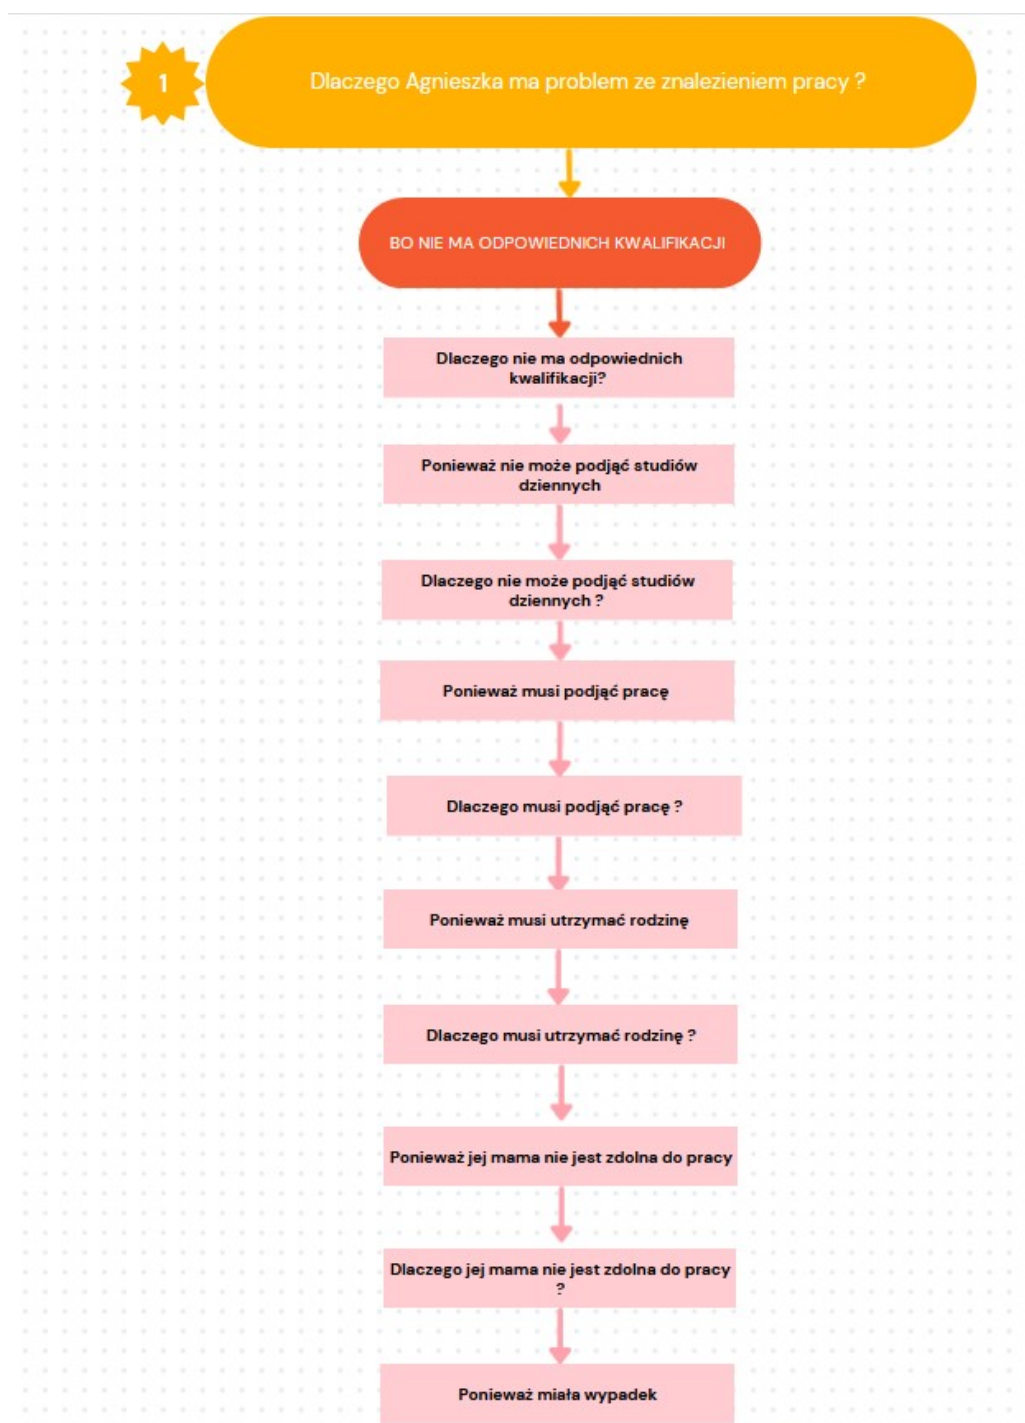 1
Dlaczego Agnieszka ma problem ze znalezieniem pracy ?
BO NIE MA ODPOWIEDNICH KWALIFIKACJI
Dlaczego nie ma odpowiednich
kwalifikacji?
Ponieważ nie może podjąć studiów
dziennych
Dlaczego nie może podjąć studiów
dziennych ?
Ponieważ musi podjąć pracę
Dlaczego musi podjąć pracę ?
Ponieważ musi utrzymać rodzinę
Dlaczego musi utrzymać rodzinę ?
Ponieważ jej mama nie jest zdolna do pracy
Dlaczego jej mama nie jest zdolna do pracy
?
Ponieważ miała wypadek